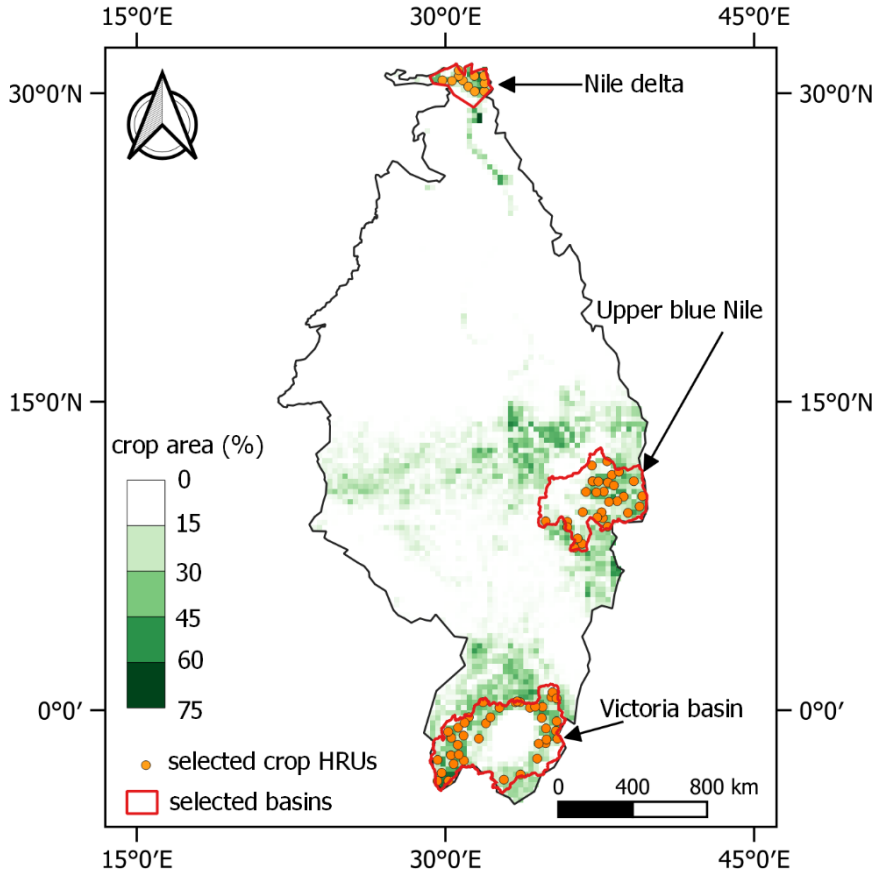 15°0′E 30°0′E 45°0′E
30°0′N 30°0′N
Nile delta
Upper blue Nile
15°0′N 15°0′N
crop area (%)
0
15
30
45
60
75
0°0′ 0°0′
Victoria basin
selected crop HRUs
selected basins
0 400 800 km
15°0′E 30°0′E 45°0′E